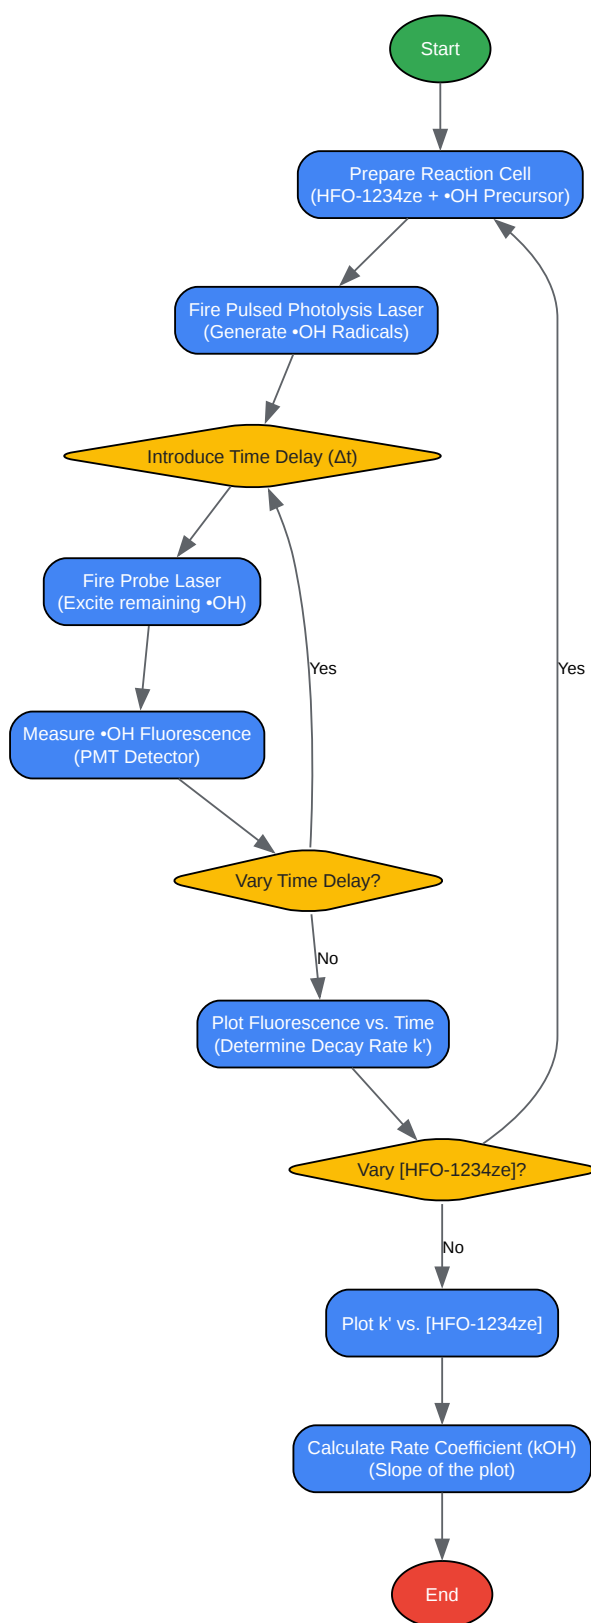 Start
Prepare Reaction Cell
(HFO-1234ze + •OH Precursor)
Fire Pulsed Photolysis Laser
(Generate •OH Radicals)
Introduce Time Delay (Δt)
Fire Probe Laser
(Excite remaining •OH)
Yes
Yes
Measure •OH Fluorescence
(PMT Detector)
Vary Time Delay?
No
Plot Fluorescence vs. Time
(Determine Decay Rate k')
Vary [HFO-1234ze]?
No
Plot k' vs. [HFO-1234ze]
Calculate Rate Coefficient (kOH)
(Slope of the plot)
End